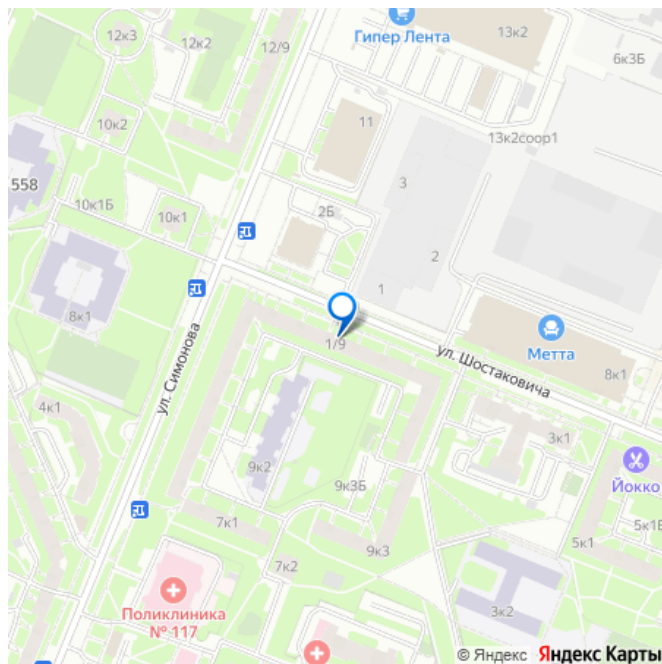 12к3
12к2
12/9
Гипер Лента
13к2
6к3Б
10к2
11
13к2соор1
558
3
10к1Б
10к1
2Б
2
8к1
1
ул. Симонова
1/9
ул. Шостаковича
Метта
8к1
4к1
3к1
9к2
9к3Б
Йокко
7к1
5к1
5к1Б
9к3
7к2
Поликлиника
№ 117
3к2
© Яндекс Яндекс Карты